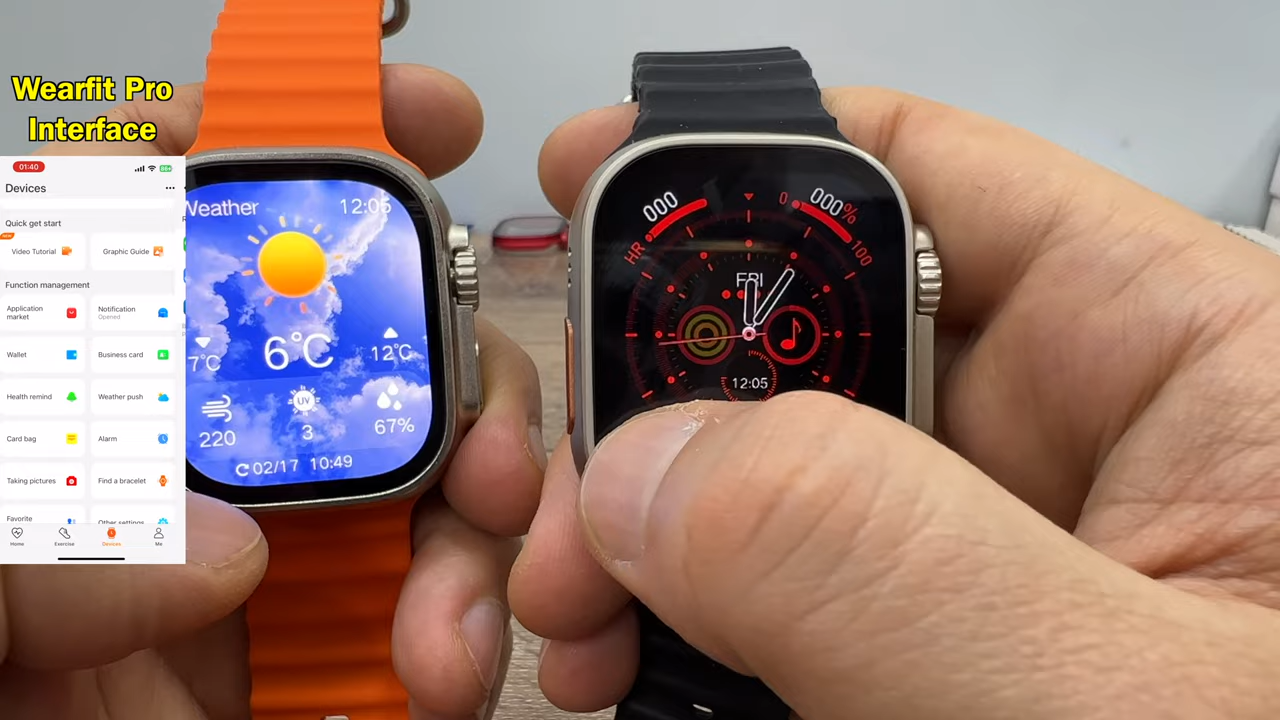 Wearfit Pro
Interface
01:40
Devices
Quick get start
Video Tutorial
Graphic Guide
Function management
Application
market
Notification
Opened
Wallet
Business card
Health remind
Weather push
Card bag
Alarm
Taking pictures
Find a bracelet
Favorite
Other settings
Home
Exercise
Devices
Me
Weather
12:05
6°C
7°C
12°C
UV
220
3
67%
02/17 10:49
000
0
000%
HR
100
FRI
12:05